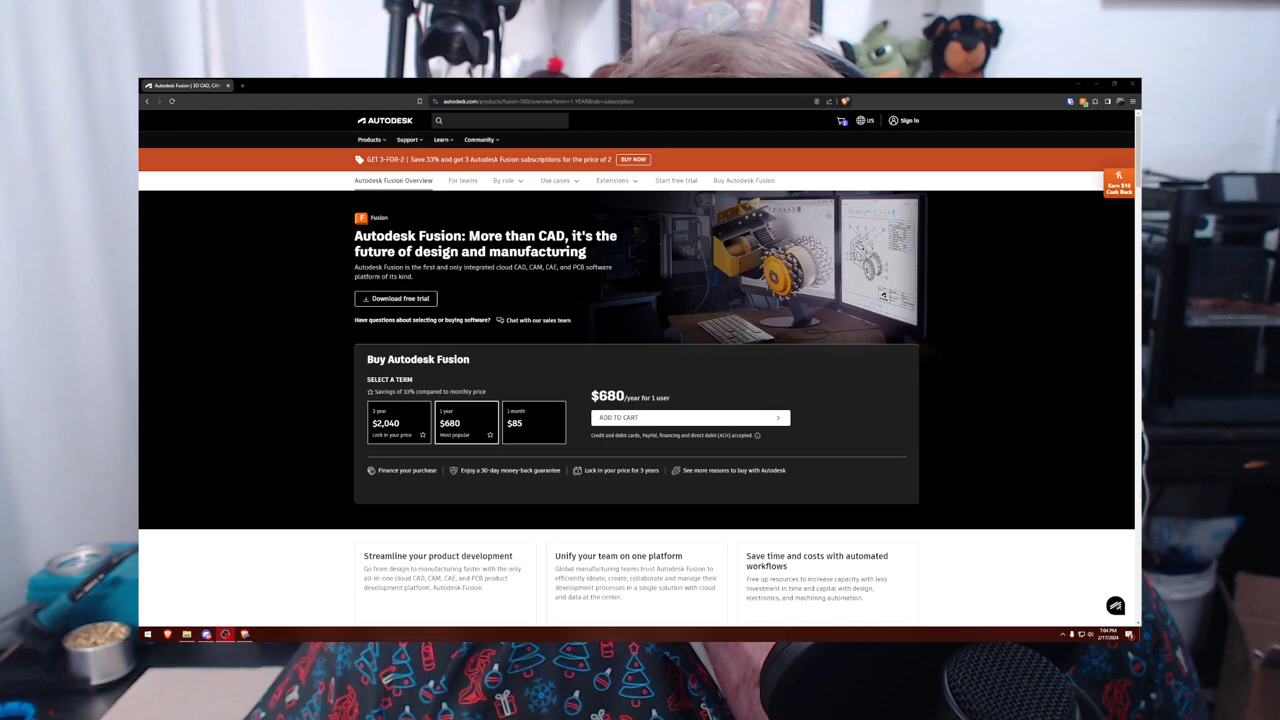 Autodesk Fusion | 3D CAD, CA
autodesk.com/products/fusion-360/overview?term=1-YEAR&tab=subscription
AUTODESK
US
Sign In
Products
Support
Learn
Community
GET 3-FOR-2 | Save 33% and get 3 Autodesk Fusion subscriptions for the price of 2
BUY NOW
Earn $10
Cash Back
Autodesk Fusion Overview
For teams
By role
Use cases
Extensions
Start free trial
Buy Autodesk Fusion
F Fusion
Autodesk Fusion: More than CAD, it's the
future of design and manufacturing
Autodesk Fusion is the first and only integrated cloud CAD, CAM, CAE, and PCB software
platform of its kind.
Download free trial
Have questions about selecting or buying software?
Chat with our sales team
Buy Autodesk Fusion
SELECT A TERM
Savings of 33% compared to monthly price
3 year
$2,040
Lock in your price
1 year
$680
Most popular
1 month
$85
$680/year for 1 user
ADD TO CART
Credit and debit cards, PayPal, financing and direct debit (ACH) accepted.
Finance your purchase
Enjoy a 30-day money-back guarantee
Lock in your price for 3 years
See more reasons to buy with Autodesk
Streamline your product development
Go from design to manufacturing faster with the only
all-in-one cloud CAD, CAM, CAE, and PCB product
development platform, Autodesk Fusion.
Unify your team on one platform
Global manufacturing teams trust Autodesk Fusion to
efficiently ideate, create, collaborate and manage their
development processes in a single solution with cloud
and data at the center.
Save time and costs with automated
workflows
Free up resources to increase capacity with less
investment in time and capital with design,
electronics, and machining automation.
7:04 PM
2/17/2024